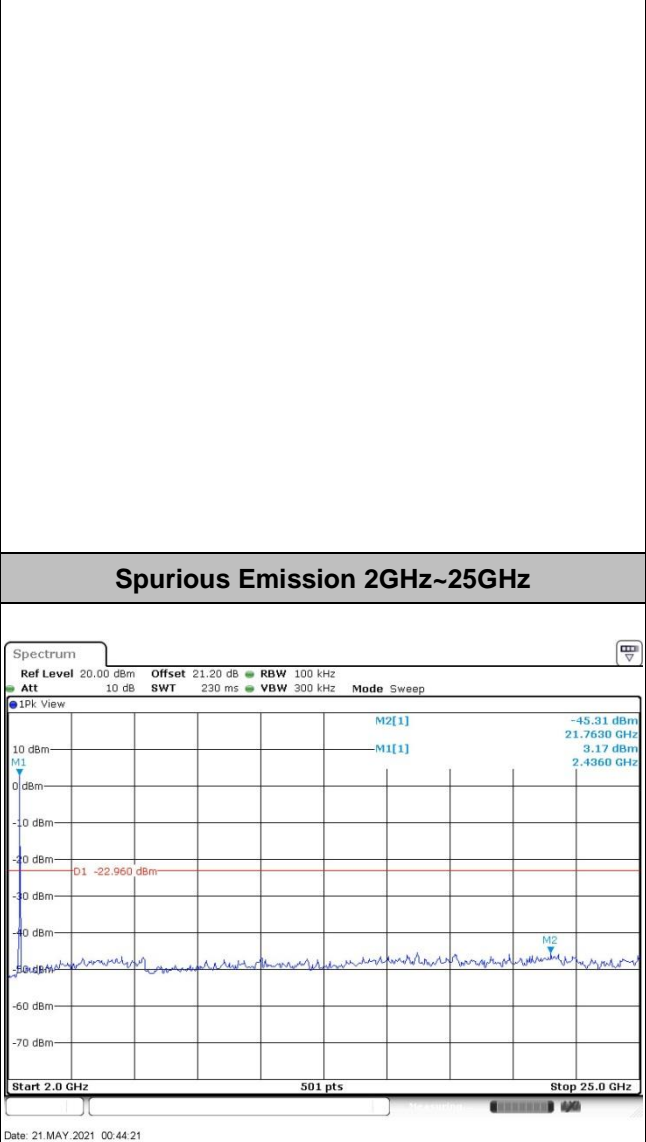 Spurious Emission 2GHz~25GHz
Spectrum
Ref Level 20.00 dBm Offset 21.20 dB RBW 100 kHz
Att 10 dB SWT 230 ms VBW 300 kHz Mode Sweep
1Pk View
M2[1] -45.31 dBm
21.7630 GHz
10 dBm M1[1] 3.17 dBm
M1 2.4360 GHz
0 dBm
-10 dBm
-20 dBm
D1 -22.960 dBm
-30 dBm
-40 dBm
M2
-50 dBm
-60 dBm
-70 dBm
Start 2.0 GHz 501 pts Stop 25.0 GHz
Date: 21.MAY.2021 00:44:21